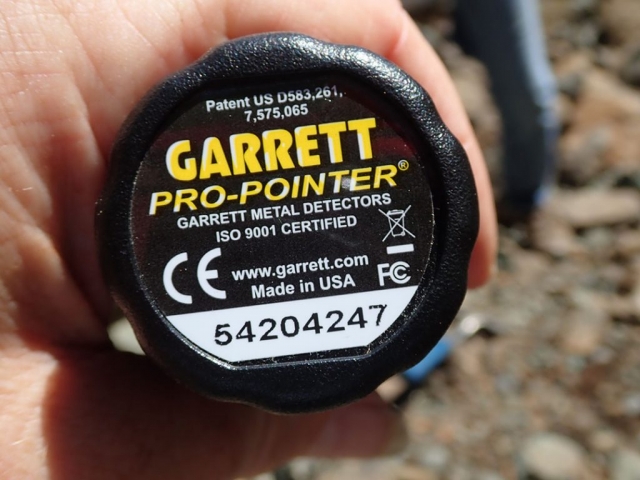 Patent US D583,261,
7,575,065
GARRETT
PRO-POINTER®
GARRETT METAL DETECTORS
ISO 9001 CERTIFIED
CE www.garrett.com FC
Made in USA
54204247